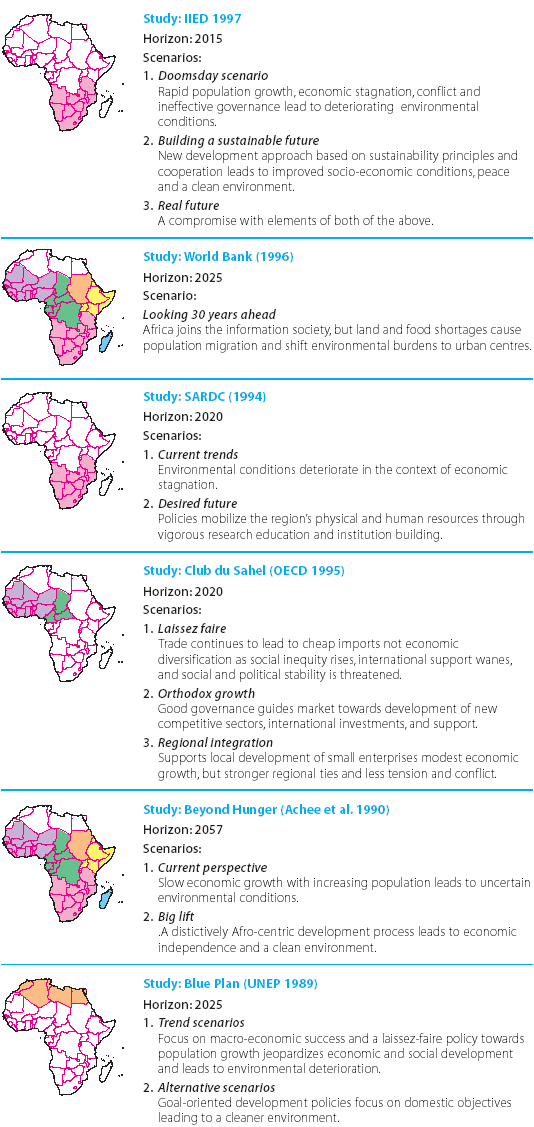 Study: IIED 1997
Horizon: 2015
Scenarios:
1. Doomsday scenario
Rapid population growth, economic stagnation, conflict and
ineffective governance lead to deteriorating environmental
conditions.
2. Building a sustainable future
New development approach based on sustainability principles and
cooperation leads to improved socio-economic conditions, peace
and a clean environment.
3. Real future
A compromise with elements of both of the above.
Study: World Bank (1996)
Horizon: 2025
Scenario:
Looking 30 years ahead
Africa joins the information society, but land and food shortages cause
population migration and shift environmental burdens to urban centres.
Study: SARDC (1994)
Horizon: 2020
Scenarios:
1. Current trends
Environmental conditions deteriorate in the context of economic
stagnation.
2. Desired future
Policies mobilize the region's physical and human resources through
vigorous research education and institution building.
Study: Club du Sahel (OECD 1995)
Horizon: 2020
Scenarios:
1. Laissez faire
Trade continues to lead to cheap imports not economic
diversification as social inequity rises, international support wanes,
and social and political stability is threatened.
2. Orthodox growth
Good governance guides market towards development of new
competitive sectors, international investments, and support.
3. Regional integration
Supports local development of small enterprises modest economic
growth, but stronger regional ties and less tension and conflict.
Study: Beyond Hunger (Achee et al. 1990)
Horizon: 2057
Scenarios:
1. Current perspective
Slow economic growth with increasing population leads to uncertain
environmental conditions.
2. Big lift
.A distictively Afro-centric development process leads to economic
independence and a clean environment.
Study: Blue Plan (UNEP 1989)
Horizon: 2025
1. Trend scenarios
Focus on macro-economic success and a laissez-faire policy towards
population growth jeopardizes economic and social development
and leads to environmental deterioration.
2. Alternative scenarios
Goal-oriented development policies focus on domestic objectives
leading to a cleaner environment.